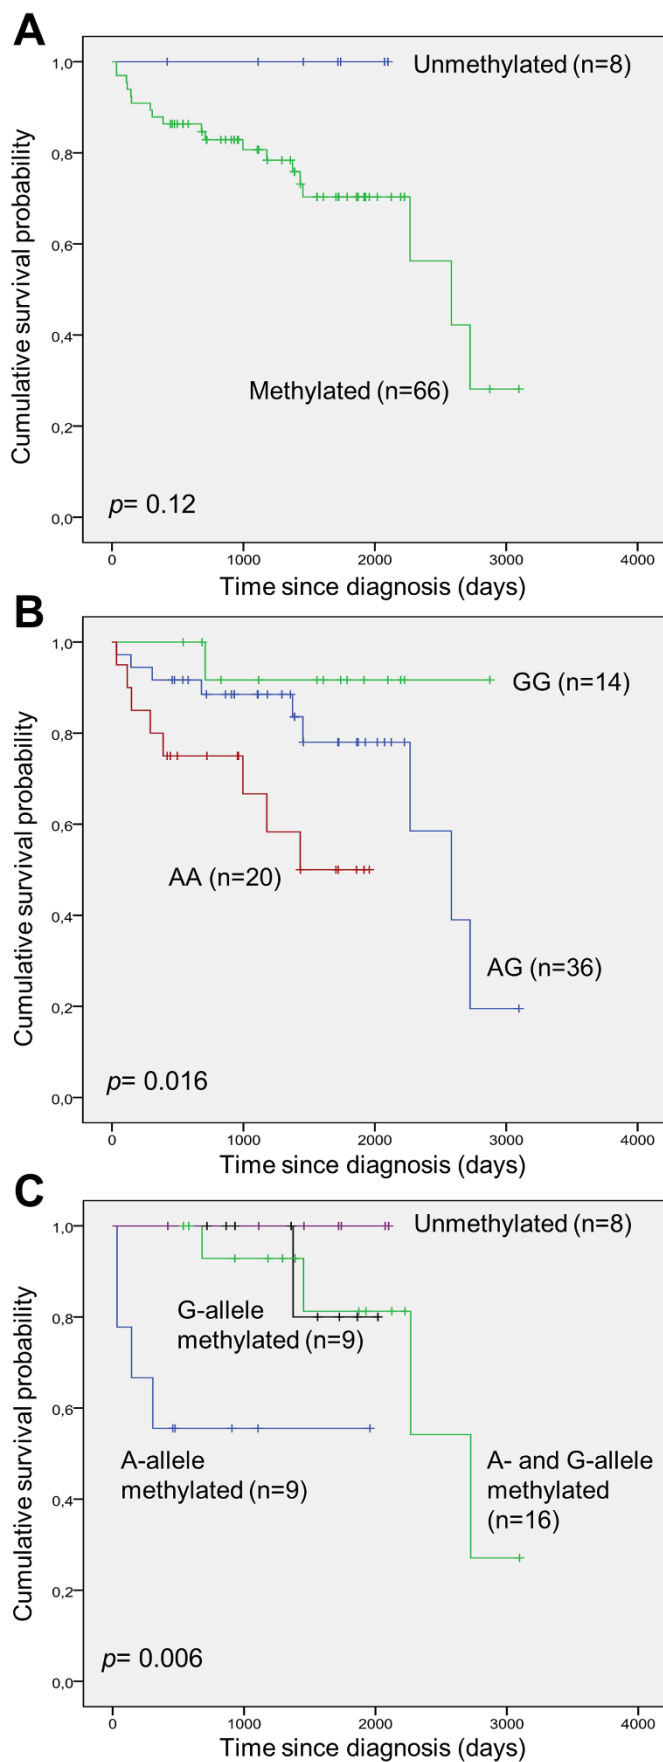 A
Cumulative survival probability
1,0
0,8
0,6
0,4
0,2
0,0
Unmethylated (n=8)
Methylated (n=66)
p= 0.12
0 1000 2000 3000 4000
Time since diagnosis (days)
B
Cumulative survival probability
1,0
0,8
0,6
0,4
0,2
0,0
GG (n=14)
AA (n=20)
AG (n=36)
p= 0.016
0 1000 2000 3000 4000
Time since diagnosis (days)
C
Cumulative survival probability
1,0
0,8
0,6
0,4
0,2
0,0
Unmethylated (n=8)
G-allele
methylated (n=9)
A-allele
methylated (n=9)
A- and G-allele
methylated
(n=16)
p= 0.006
0 1000 2000 3000 4000
Time since diagnosis (days)